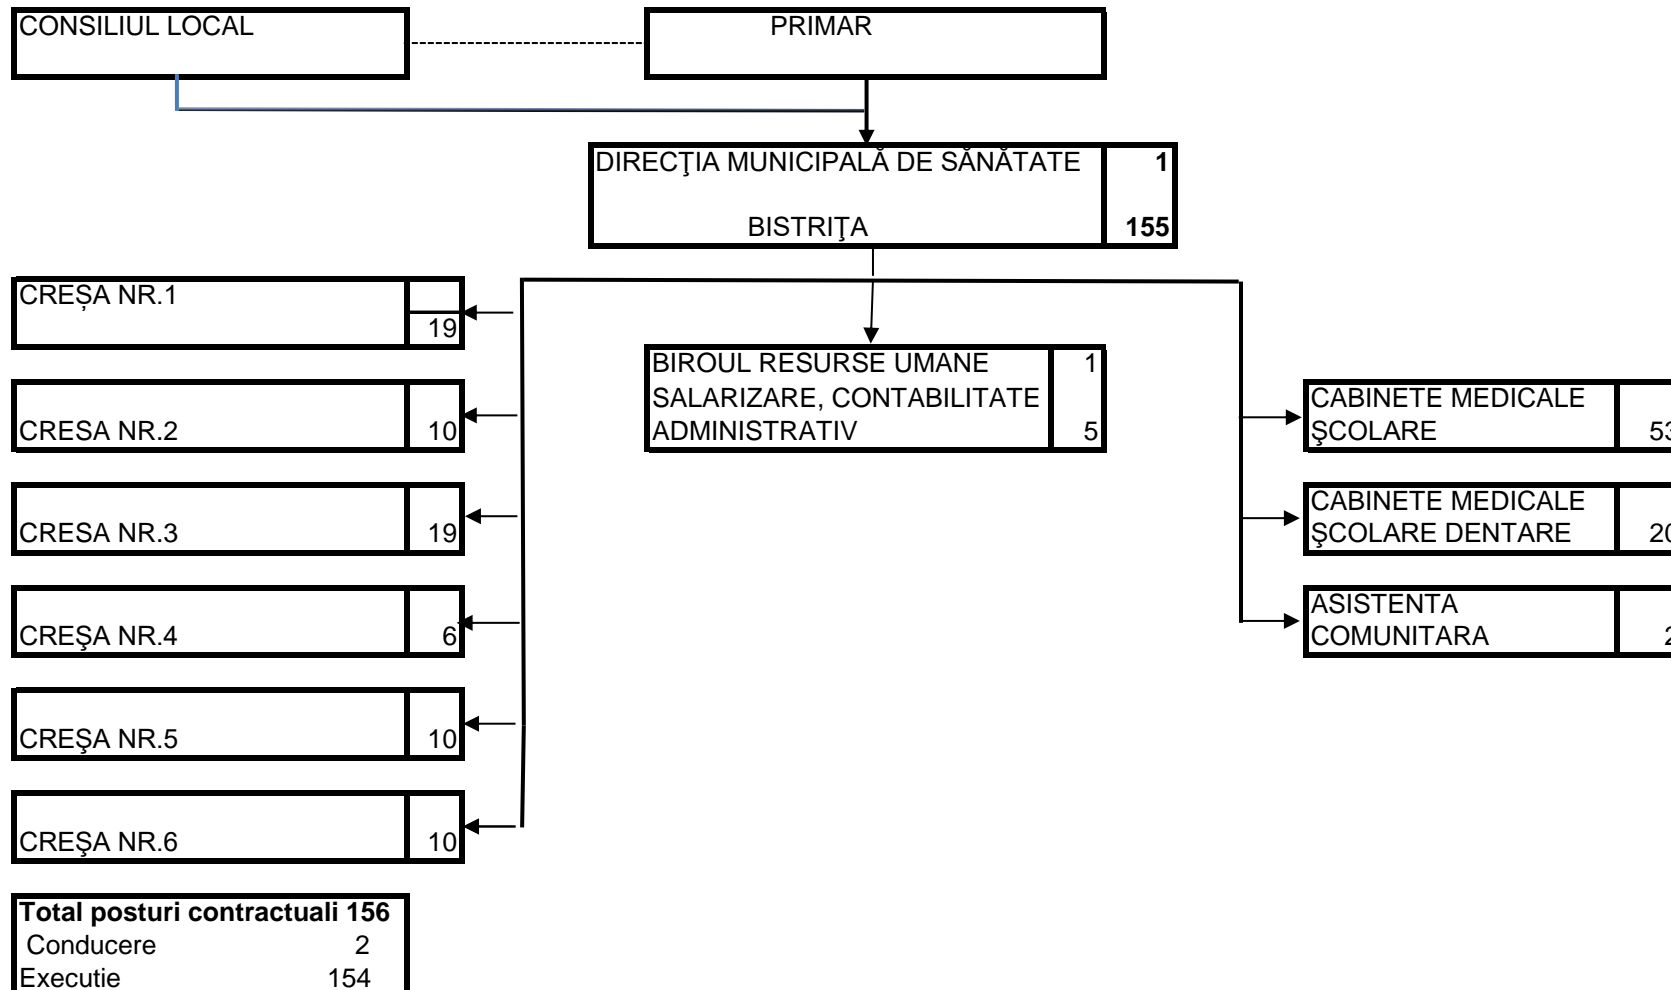 CONSILIUL LOCAL
PRIMAR
DIRECŢIA MUNICIPALĂ DE SĂNĂTATE 1
BISTRIŢA 155
CREȘA NR.1
19
BIROUL RESURSE UMANE 1
SALARIZARE, CONTABILITATE
ADMINISTRATIV 5
CRESA NR.2 10
CABINETE MEDICALE
ŞCOLARE 53
CRESA NR.3 19
CABINETE MEDICALE
ŞCOLARE DENTARE 20
CREŞA NR.4 6
ASISTENTA
COMUNITARA 2
CREŞA NR.5 10
CREŞA NR.6 10
Total posturi contractuali 156
Conducere 2
Executie 154